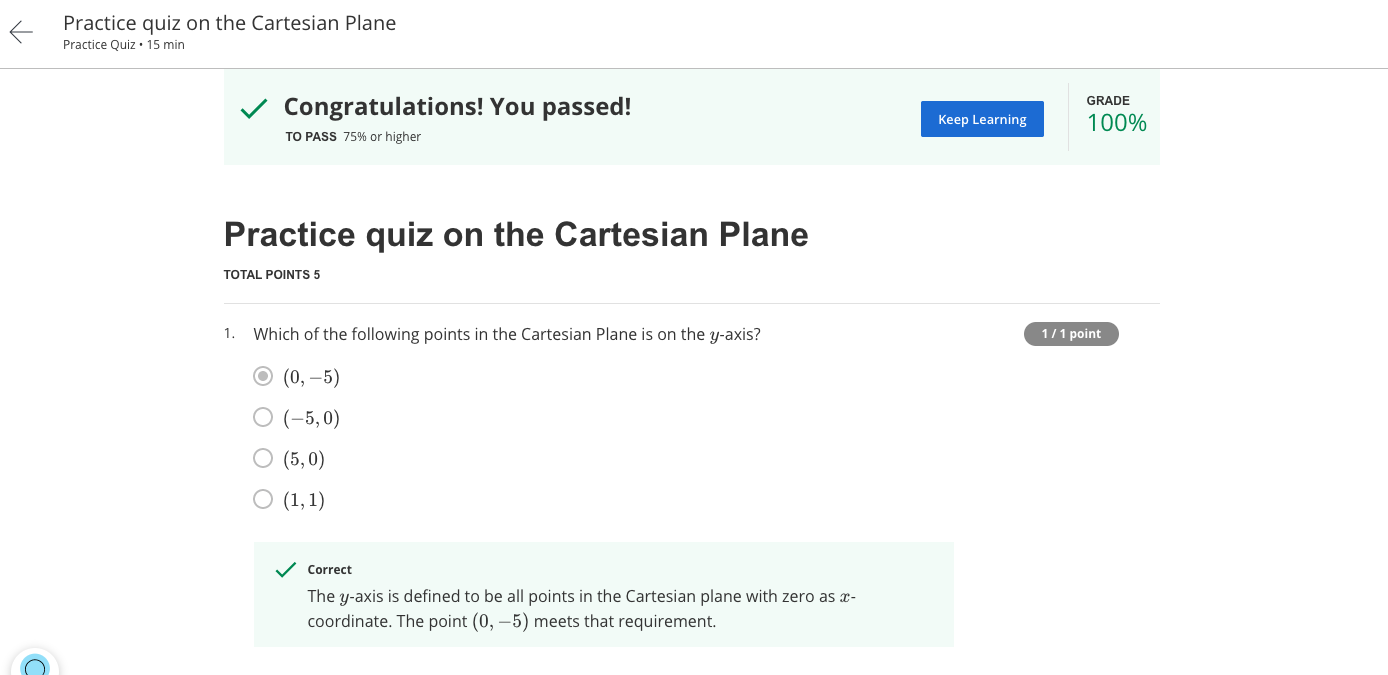 Practice quiz on the Cartesian Plane
Practice Quiz • 15 min
Congratulations! You passed!
TO PASS 75% or higher
Keep Learning
GRADE
100%
Practice quiz on the Cartesian Plane
TOTAL POINTS 5
1. Which of the following points in the Cartesian Plane is on the y-axis?
1 / 1 point
(0, −5)
(−5, 0)
(5, 0)
(1, 1)
Correct
The y-axis is defined to be all points in the Cartesian plane with zero as x-
coordinate. The point (0, −5) meets that requirement.